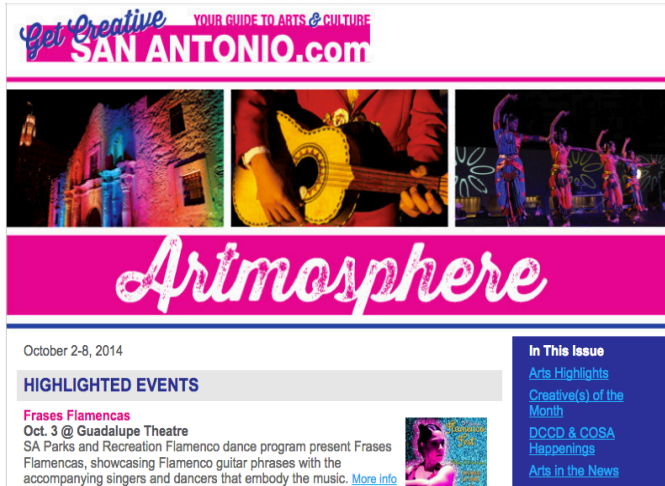 Get Creative
YOUR GUIDE TO ARTS & CULTURE
SAN ANTONIO.com
Artmosphere
October 2-8, 2014
HIGHLIGHTED EVENTS
Frases Flamencas
Oct. 3 @ Guadalupe Theatre
SA Parks and Recreation Flamenco dance program present Frases
Flamencas, showcasing Flamenco guitar phrases with the
accompanying singers and dancers that embody the music. More info
Flamenco
Fest
In This Issue
Arts Highlights
Creative(s) of the
Month
DCCD & COSA
Happenings
Arts in the News